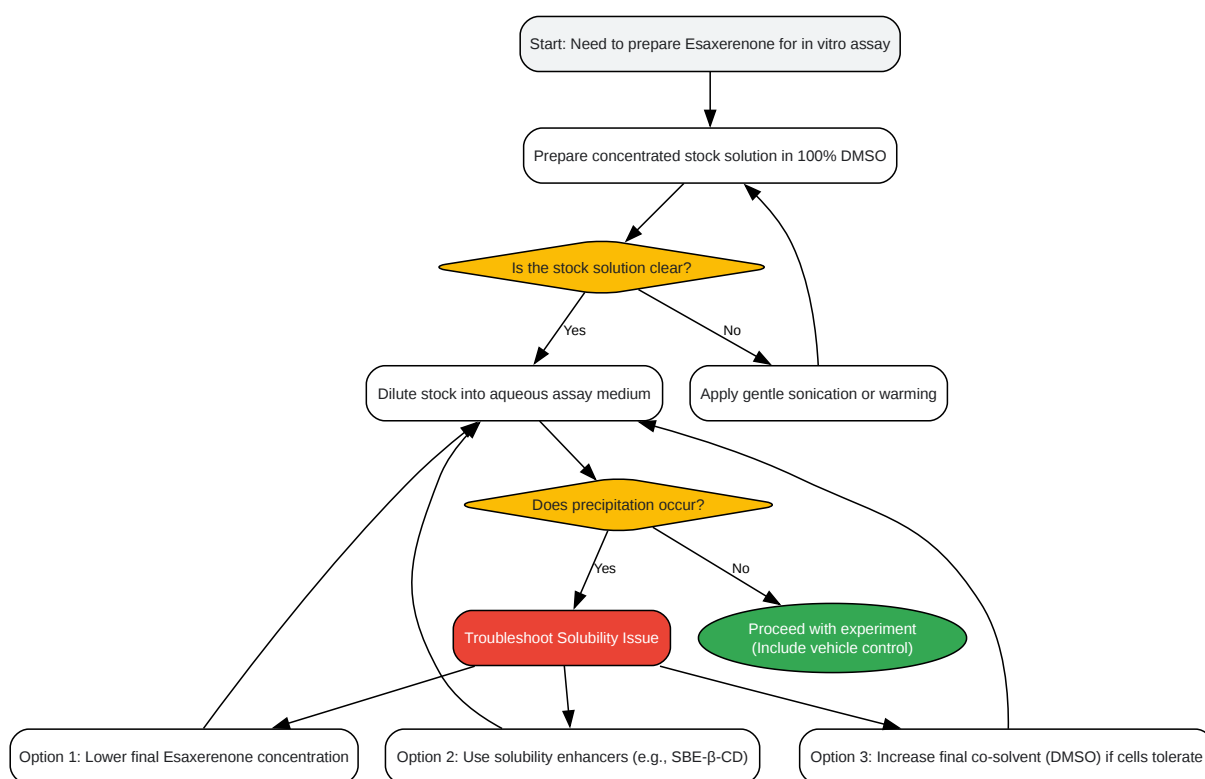 Start: Need to prepare Esaxerenone for in vitro assay
Prepare concentrated stock solution in 100% DMSO
Is the stock solution clear?
Yes
No
Dilute stock into aqueous assay medium
Apply gentle sonication or warming
Does precipitation occur?
Yes
No
Troubleshoot Solubility Issue
Proceed with experiment
(Include vehicle control)
Option 1: Lower final Esaxerenone concentration
Option 2: Use solubility enhancers (e.g., SBE-β-CD)
Option 3: Increase final co-solvent (DMSO) if cells tolerate